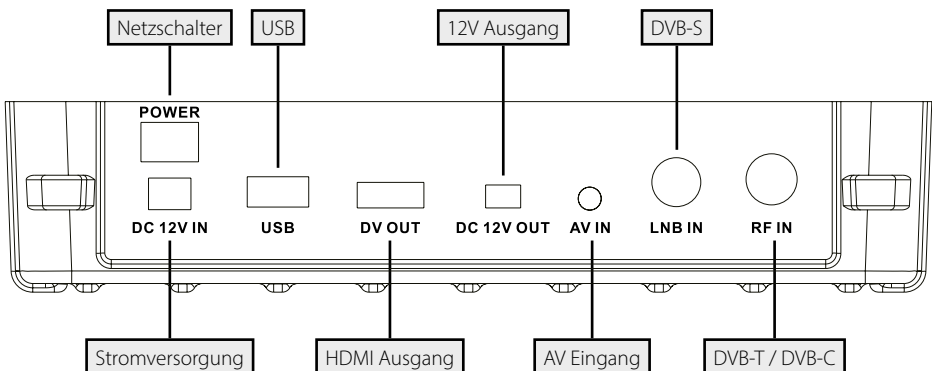 Netzschalter
USB
12V Ausgang
DVB-S
POWER
DC 12V IN
USB
DV OUT
DC 12V OUT
AV IN
LNB IN
RF IN
Stromversorgung
HDMI Ausgang
AV Eingang
DVB-T / DVB-C